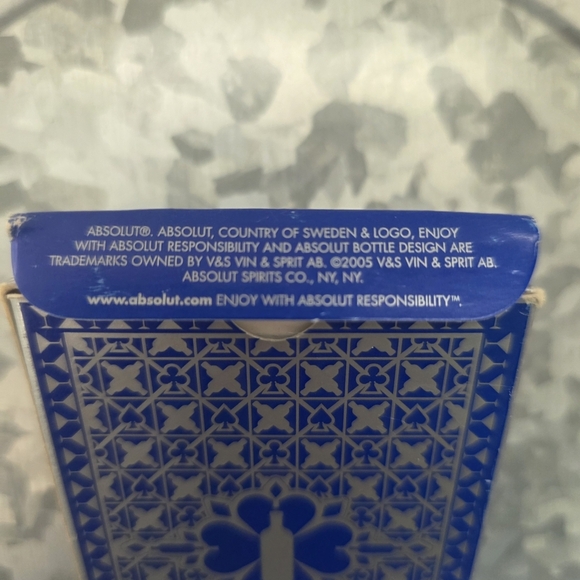 ABSOLUT®. ABSOLUT, COUNTRY OF SWEDEN & LOGO, ENJOY
WITH ABSOLUT RESPONSIBILITY AND ABSOLUT BOTTLE DESIGN ARE
TRADEMARKS OWNED BY V&S VIN & SPRIT AB. ©2005 V&S VIN & SPRIT AB.
ABSOLUT SPIRITS CO., NY, NY.
www.absolut.com ENJOY WITH ABSOLUT RESPONSIBILITY™.